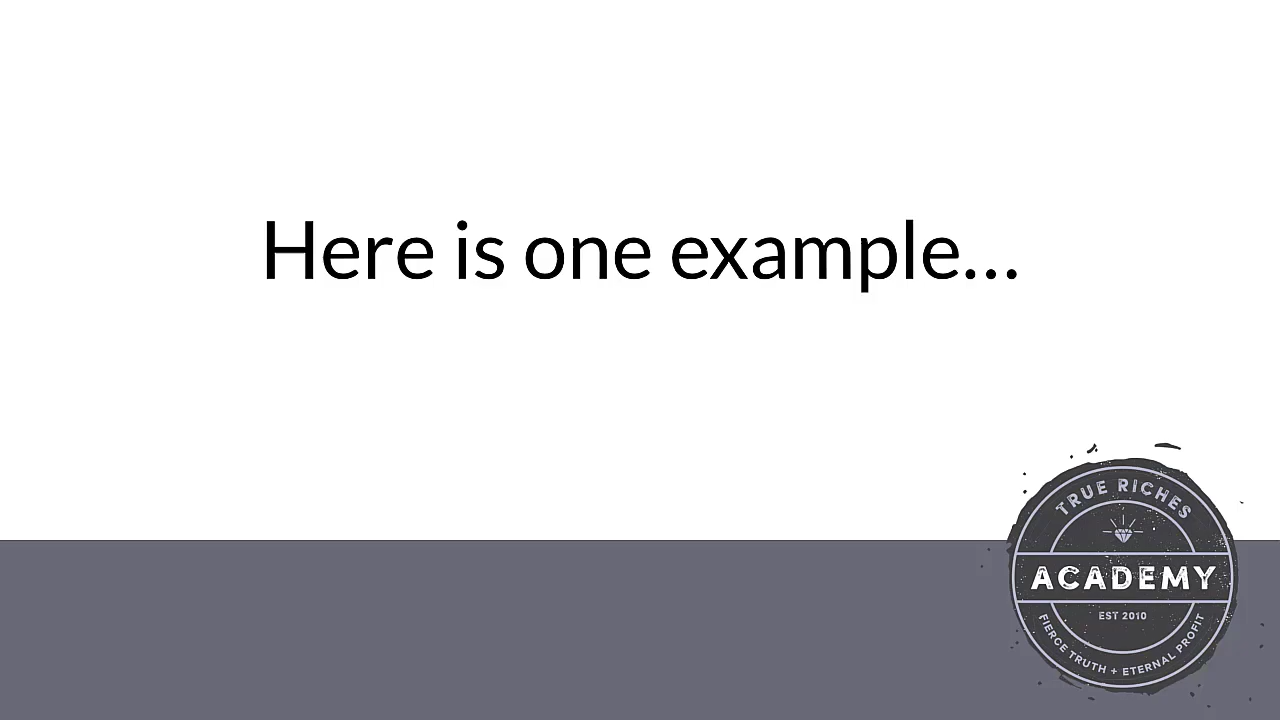 Here is one example...
TRUE RICHES
ACADEMY
EST 2010
FIERCE TRUTH + ETERNAL PROFIT